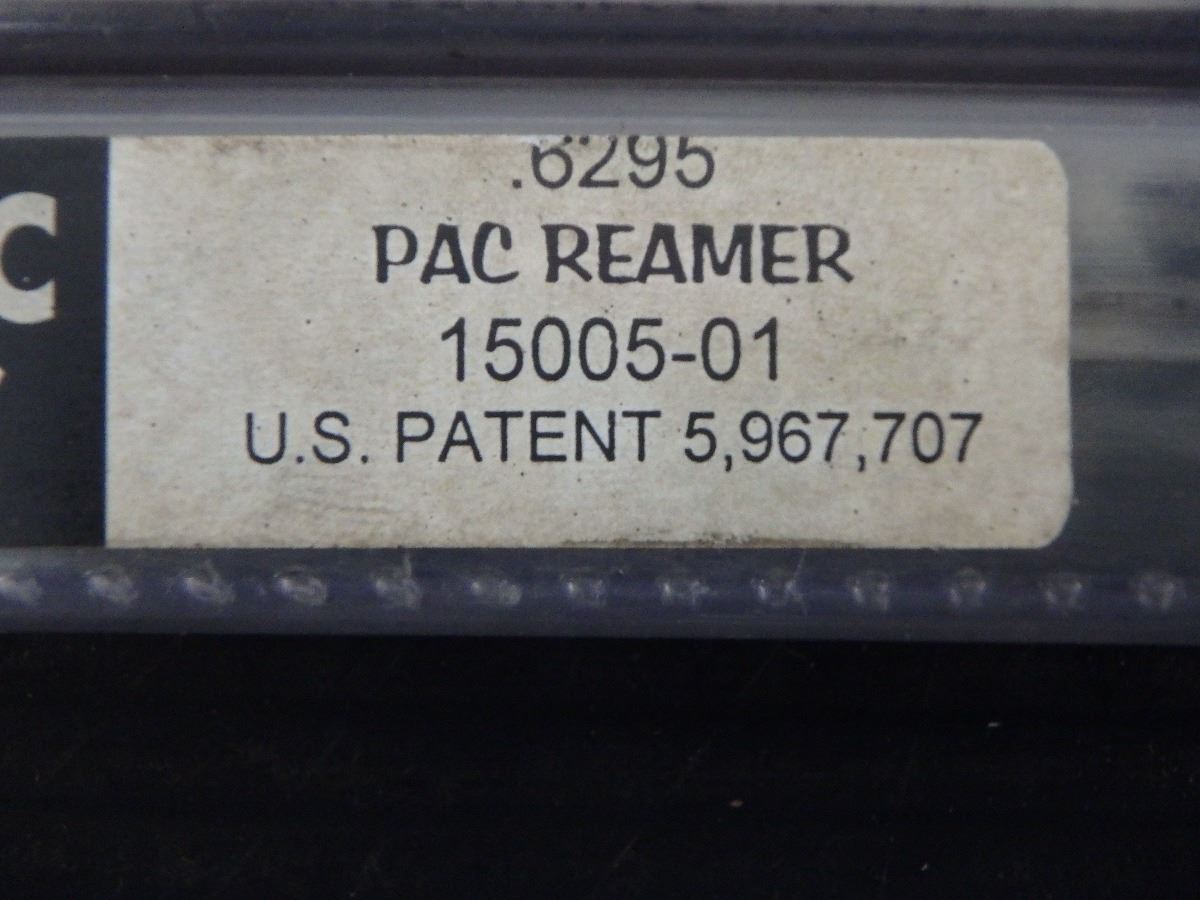 .6295
PAC REAMER
15005-01
U.S. PATENT 5,967,707
C